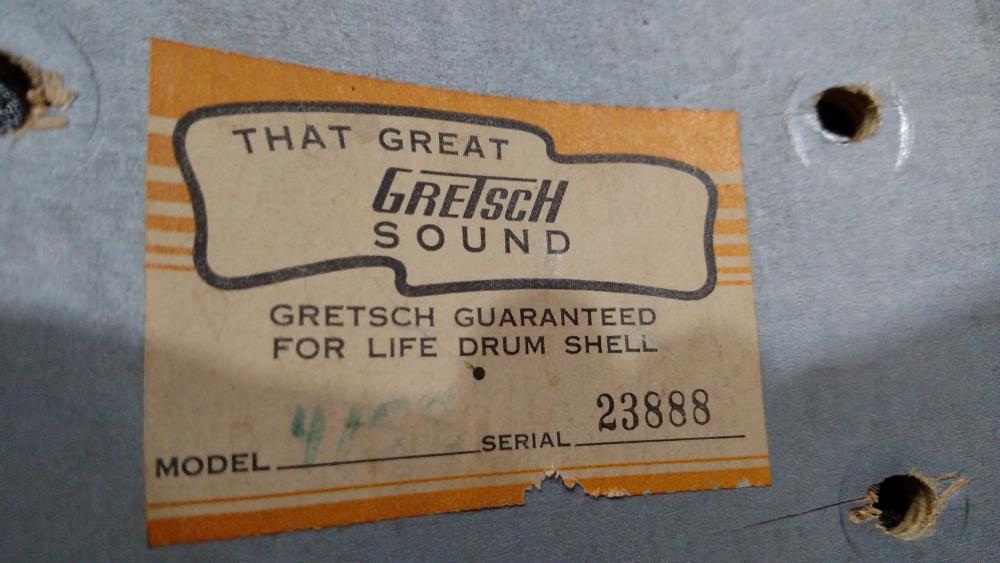 THAT GREAT
GRETSCH
SOUND
GRETSCH GUARANTEED
FOR LIFE DRUM SHELL
MODEL SERIAL 23888